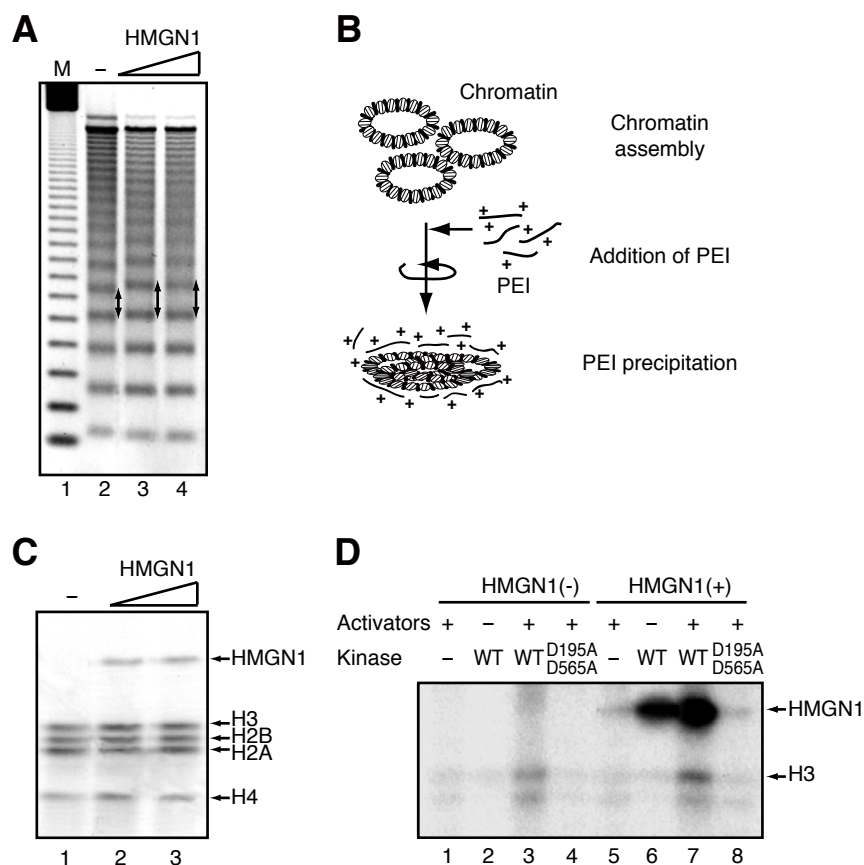 A
HMGN1
M –
1 2 3 4
B
Chromatin
Chromatin
assembly
+ +
+ +
+ +
Addition of PEI
PEI
+ + + +
+ +
+ +
+ + +
PEI precipitation
C
HMGN1
–
HMGN1
H3
H2B
H2A
H4
1 2 3
D
HMGN1(-) HMGN1(+)
Activators + – + + + – + +
Kinase – WT WT D195A D565A – WT WT D195A D565A
HMGN1
H3
1 2 3 4 5 6 7 8